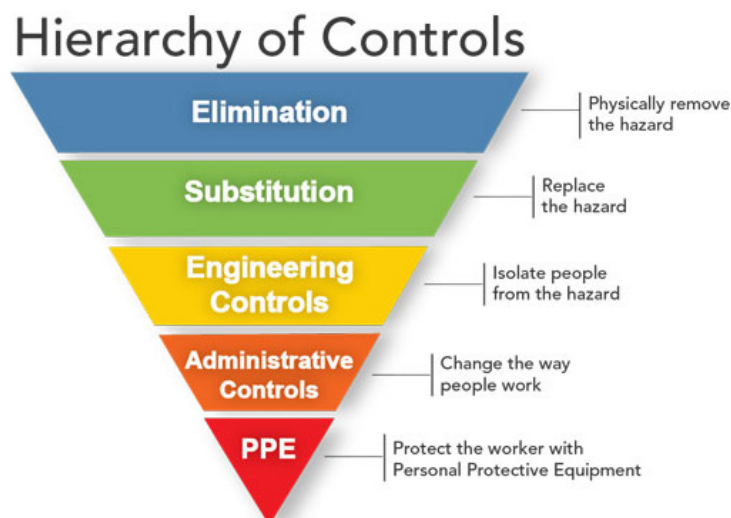 Hierarchy of Controls
Elimination
Physically remove
the hazard
Substitution
Replace
the hazard
Engineering
Controls
Isolate people
from the hazard
Administrative
Controls
Change the way
people work
PPE
Protect the worker with
Personal Protective Equipment